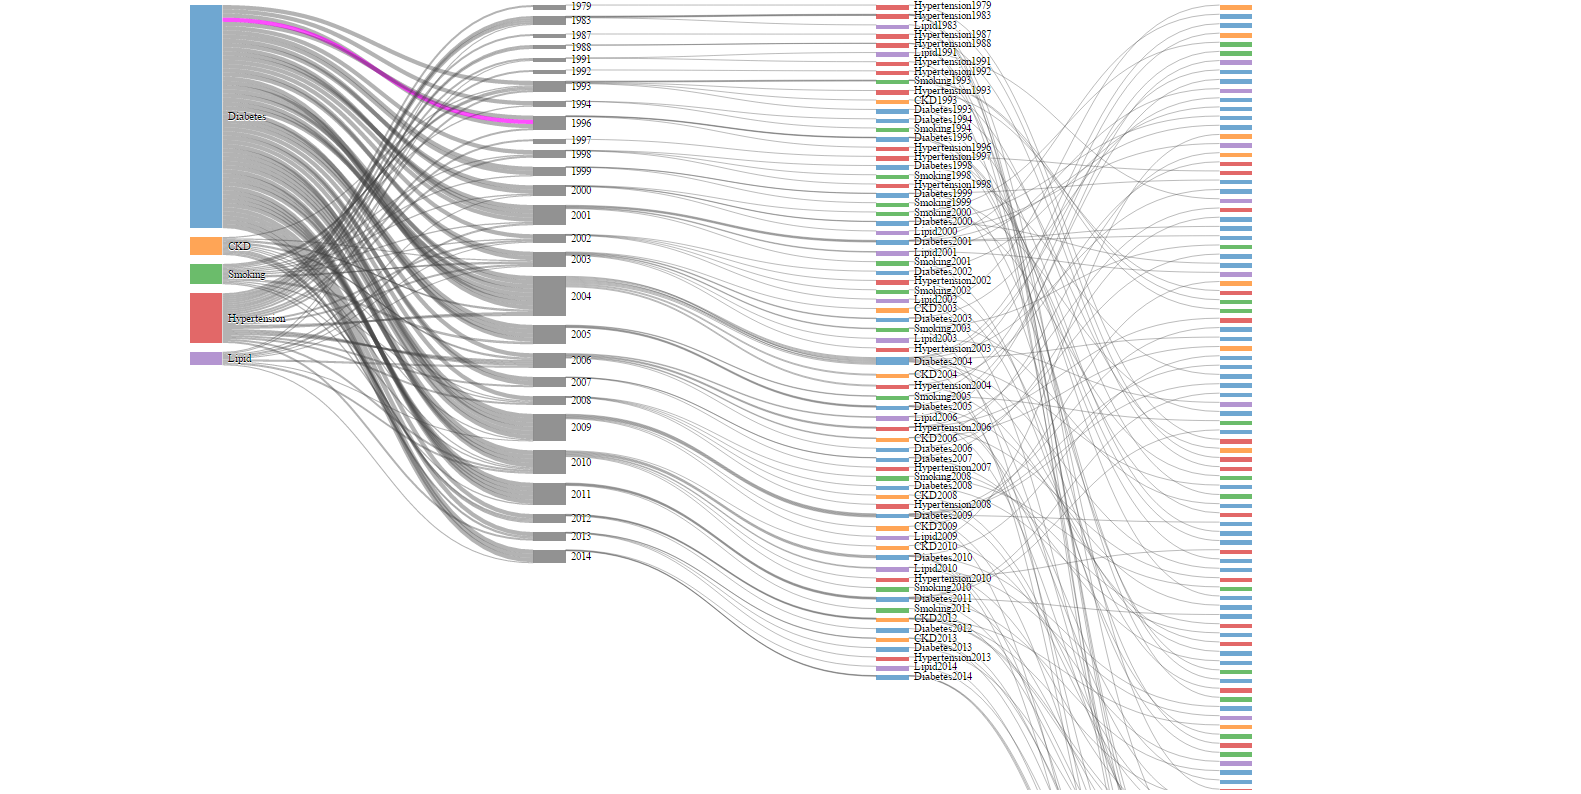 Diabetes
CKD
Smoking
Hypertension
Lipid
1979
1983
1987
1988
1991
1992
1993
1994
1996
1997
1998
1999
2000
2001
2002
2003
2004
2005
2006
2007
2008
2009
2010
2011
2012
2013
2014
Hypertension1979
Hypertension1983
Lipid1983
Hypertension1987
Hypertension1988
Lipid1991
Hypertension1991
Hypertension1992
Smoking1993
Hypertension1993
CKD1993
Diabetes1993
Diabetes1994
Smoking1994
Diabetes1996
Hypertension1996
Hypertension1997
Diabetes1998
Smoking1998
Hypertension1998
Diabetes1999
Smoking1999
Smoking2000
Diabetes2000
Lipid2000
Diabetes2001
Lipid2001
Smoking2001
Diabetes2002
Hypertension2002
Smoking2002
Lipid2002
CKD2003
Diabetes2003
Smoking2003
Lipid2003
Hypertension2003
Diabetes2004
CKD2004
Hypertension2004
Smoking2005
Diabetes2005
Lipid2006
Hypertension2006
CKD2006
Diabetes2006
Diabetes2007
Hypertension2007
Smoking2008
Diabetes2008
CKD2008
Hypertension2008
Diabetes2009
CKD2009
Lipid2009
CKD2010
Diabetes2010
Lipid2010
Hypertension2010
Smoking2010
Diabetes2011
Smoking2011
CKD2012
Diabetes2012
CKD2013
Diabetes2013
Hypertension2013
Lipid2014
Diabetes2014